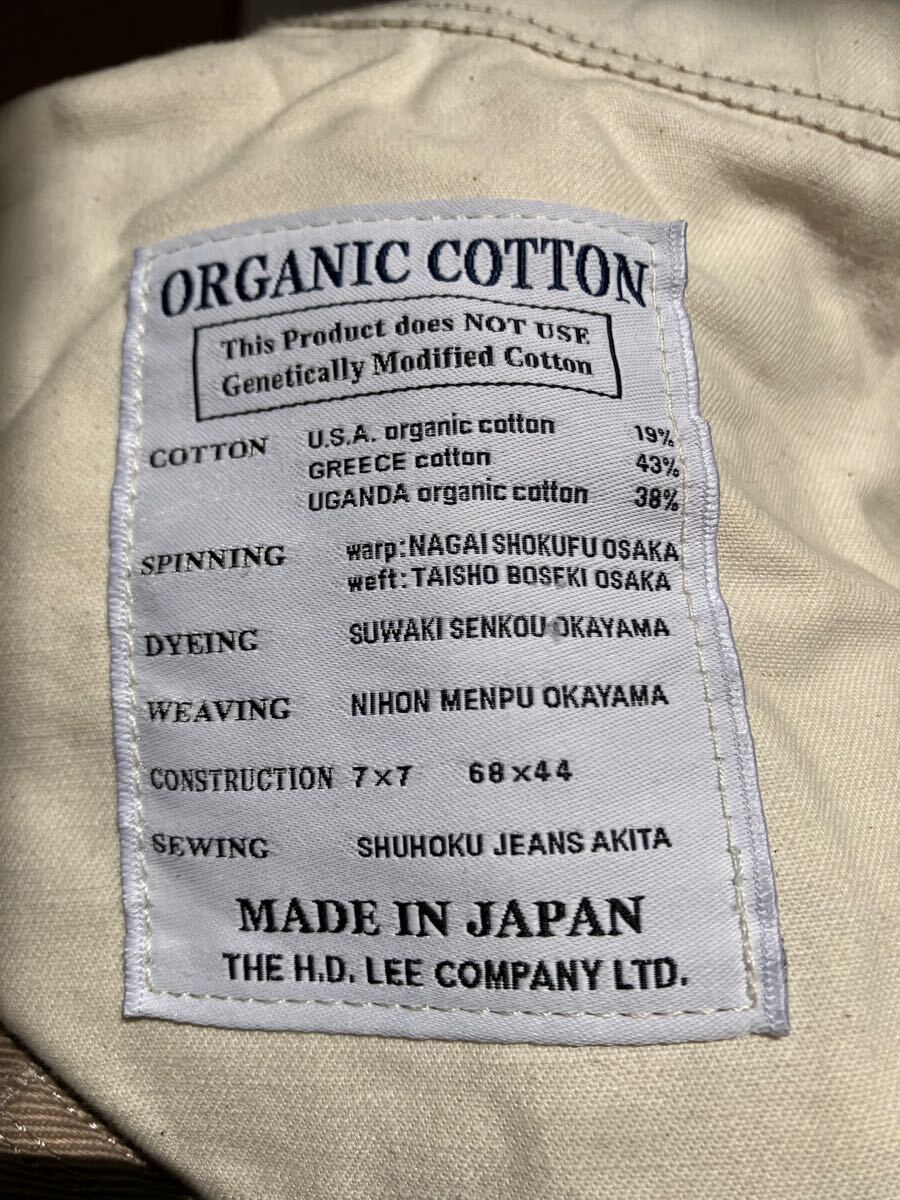 ORGANIC COTTON
This Product does NOT USE
Genetically Modified Cotton
COTTON U.S.A. organic cotton 19%
GREECE cotton 43%
UGANDA organic cotton 38%
SPINNING warp:NAGAI SHOKUFU OSAKA
weft:TAISHO BOSEKI OSAKA
DYEING SUWAKI SENKOU OKAYAMA
WEAVING NIHON MENPU OKAYAMA
CONSTRUCTION 7×7 68×44
SEWING SHUHOKU JEANS AKITA
MADE IN JAPAN
THE H.D. LEE COMPANY LTD.